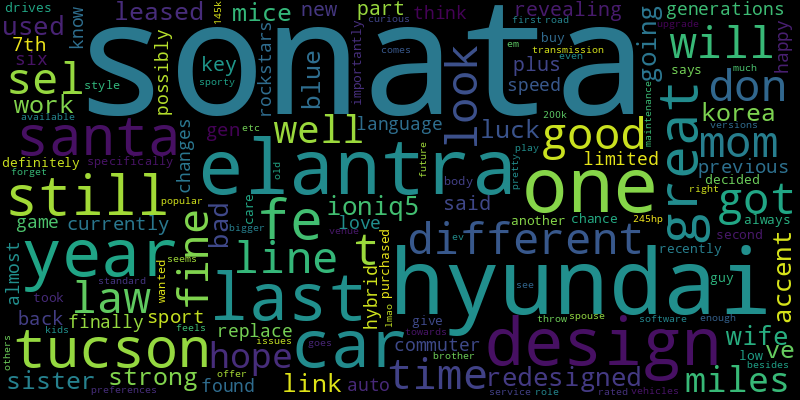 drives leased mice new part curious revealing first road generations
used know 145k sonata think going happy
7th possibly key rockstars blue importantly comes em upgrade
six look plus transmission buy will says much
sel style sporty speed even don
work etc language 200k maintenance korea
available changes gen well luck good versions
santa elantra play limited great mom
definitely specifically old future body pretty one previous
forget care said right decided
still popular fe ioniq5 another chance got
game currently fine bad bigger love different 245hp always
venue second
almost year seems line t ev recently accent
wanted hybrid purchased hyundai guy
took standard last see
law software enough
back finally sport feels lmao give towards throw spouse wife
others kids issues replace car commuter design low ve
tucson hope goes brother besides
sister strong offer found link auto time redesigned miles
preferences service role rated vehicles